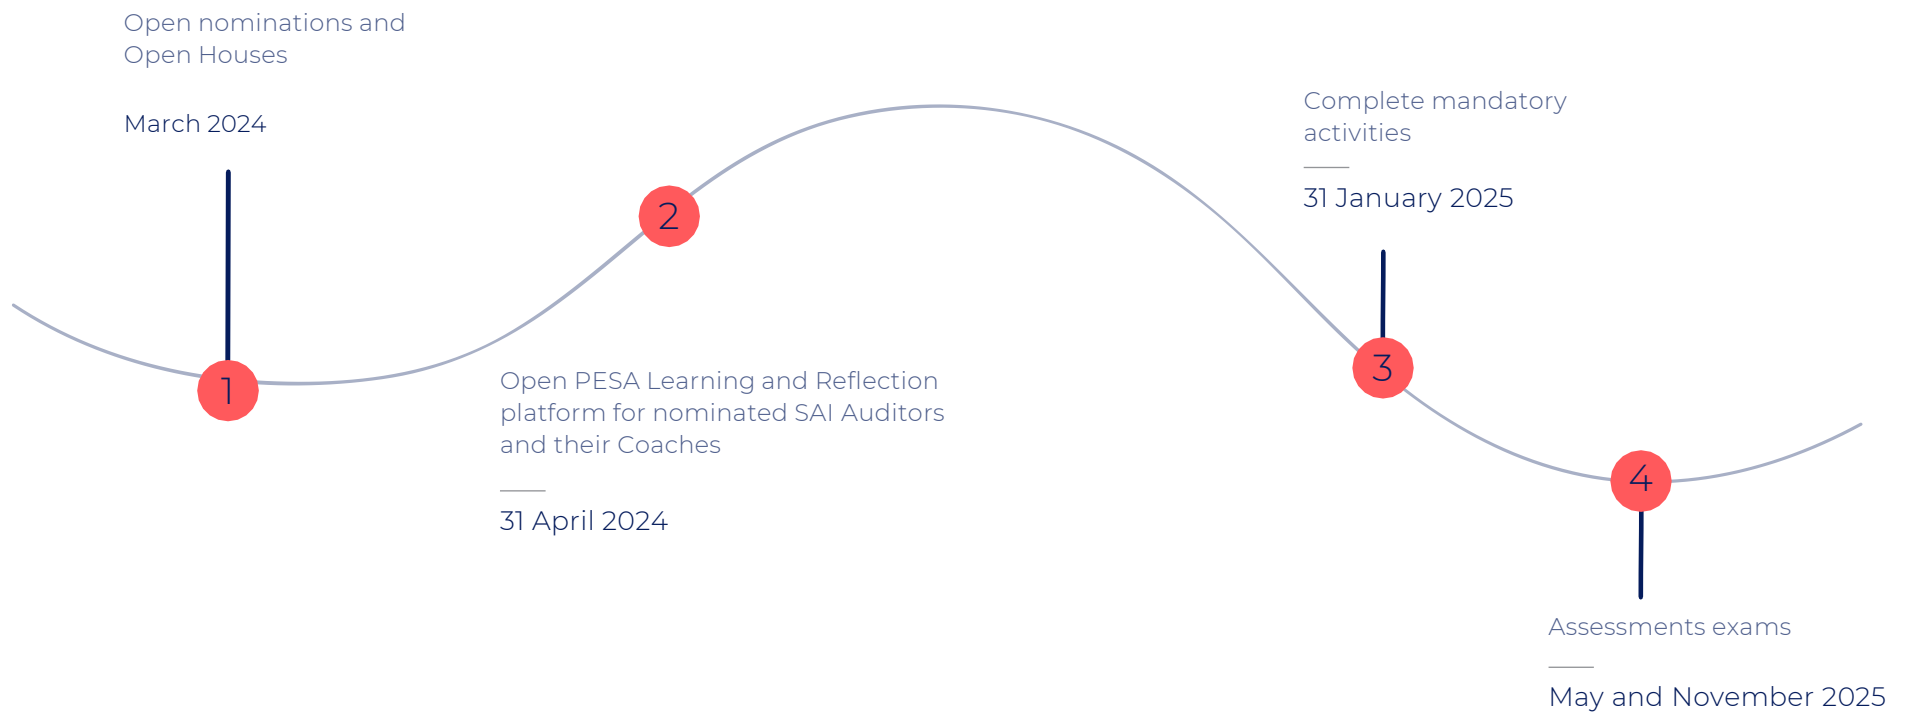 Open nominations and
Open Houses
March 2024
1
2
Open PESA Learning and Reflection
platform for nominated SAI Auditors
and their Coaches
31 April 2024
Complete mandatory
activities
31 January 2025
3
4
Assessments exams
May and November 2025